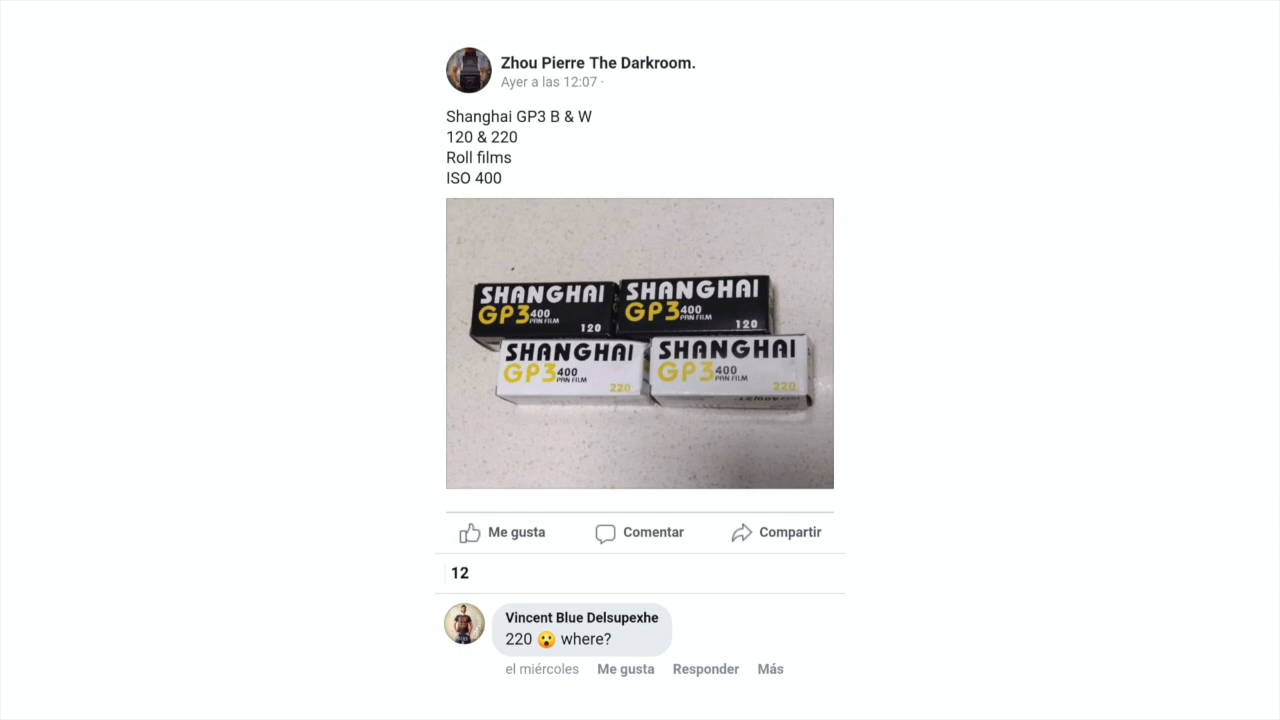 Zhou Pierre The Darkroom.
Ayer a las 12:07 ·
Shanghai GP3 B & W
120 & 220
Roll films
ISO 400
SHANGHAI
GP3 400
PAN FILM
120
SHANGHAI
GP3 400
PAN FILM
120
SHANGHAI
GP3 400
PAN FILM
220
SHANGHAI
GP3 400
PAN FILM
220
Me gusta Comentar Compartir
12
Vincent Blue Delsupexhe
220 😮 where?
el miércoles Me gusta Responder Más